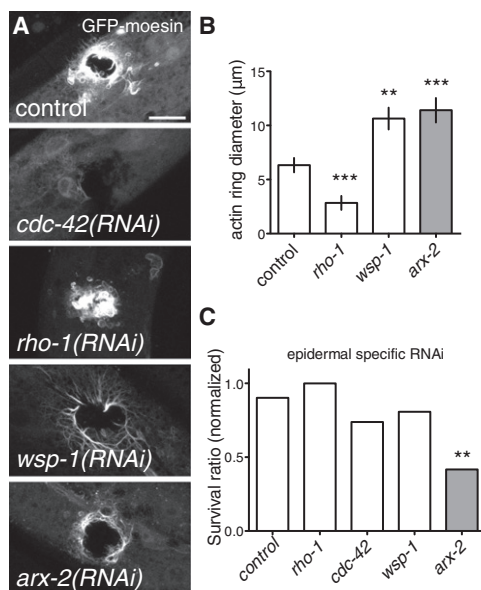 A
GFP-moesin
control
cdc-42(RNAi)
rho-1(RNAi)
wsp-1(RNAi)
arx-2(RNAi)
B
actin ring diameter (μm)
15
10
5
0
***
**
***
control
rho-1
wsp-1
arx-2
C
epidermal specific RNAi
Survival ratio (normalized)
1.0
0.5
0.0
**
control
rho-1
cdc-42
wsp-1
arx-2